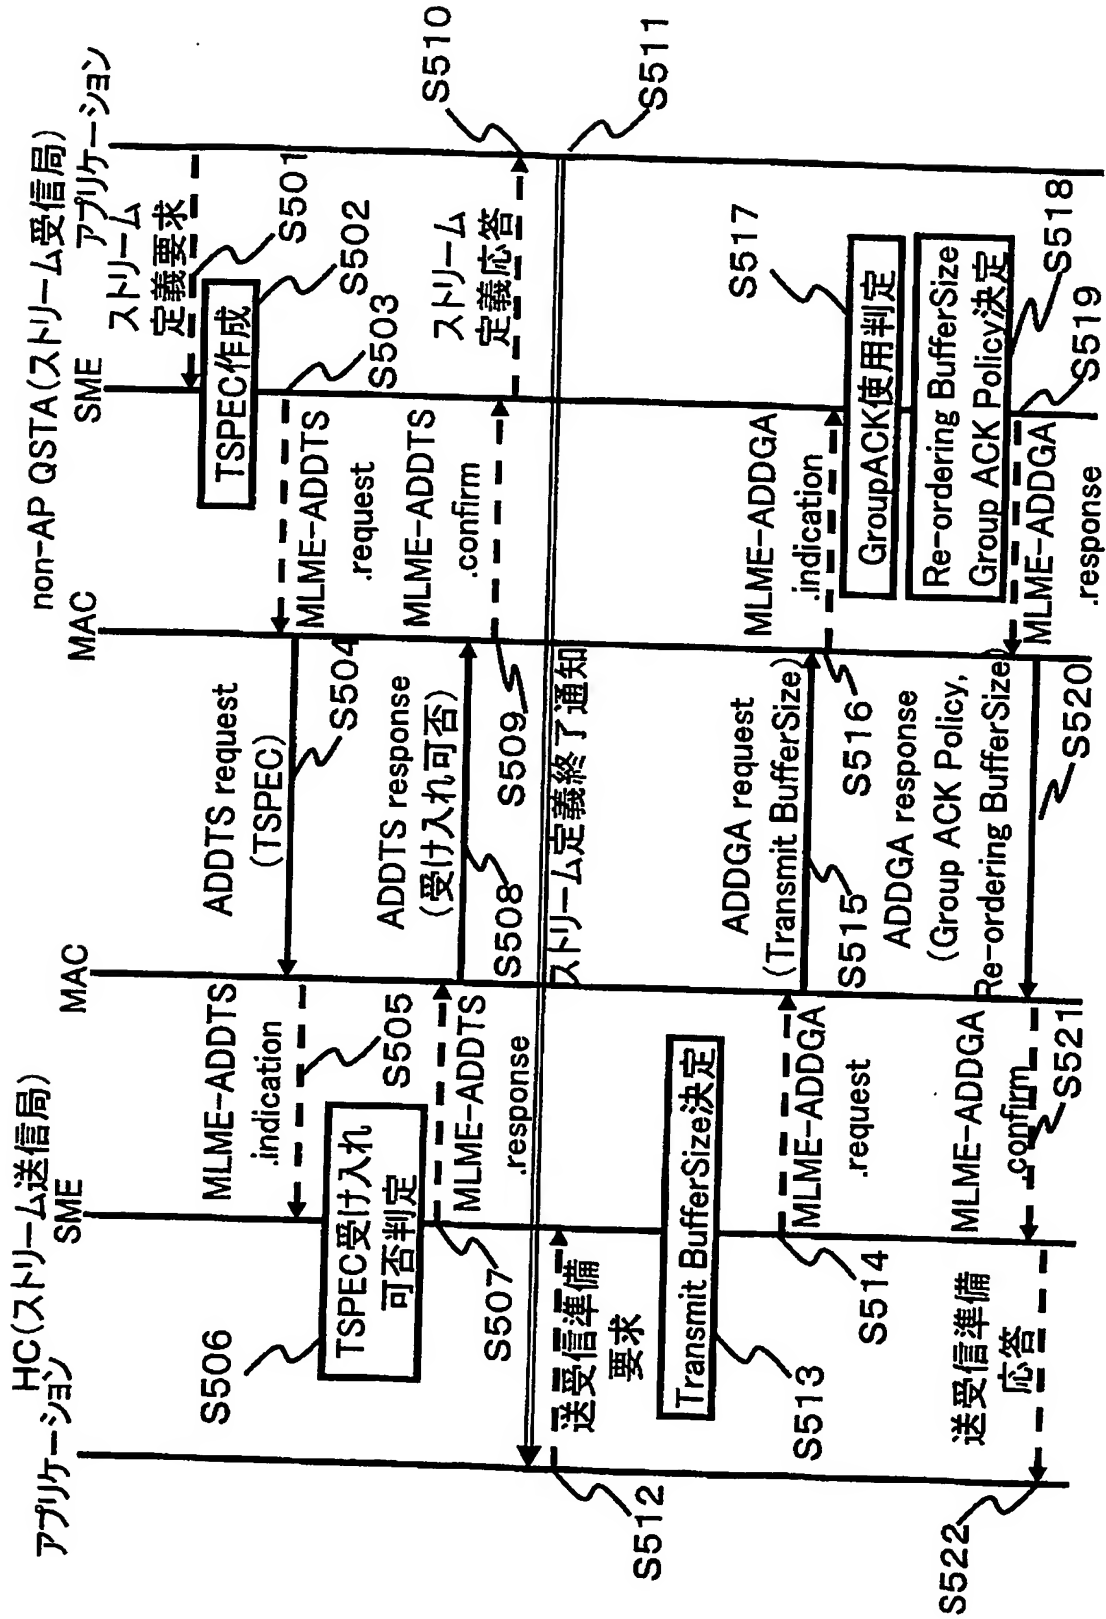 HC(ストリーム送信局)
non-AP QSTA(ストリーム受信局)
アプリケーション
SME
MAC
MAC
SME
アプリケーション
ストリーム
定義要求
S501
TSPEC作成
S502
S503
MLME-ADDTS
.request
ADDTS request
(TSPEC)
S504
MLME-ADDTS
.indication
S505
S506
TSPEC受け入れ
可否判定
S507
MLME-ADDTS
.response
ADDTS response
(受け入れ可否)
S508
MLME-ADDTS
.confirm
S509
ストリーム
定義応答
S510
S511
ストリーム定義終了通知
S512
送受信準備
要求
Transmit BufferSize決定
S513
S514
MLME-ADDGA
.request
ADDGA request
(Transmit BufferSize)
S515
MLME-ADDGA
.indication
S516
S517
GroupACK使用判定
Re-ordering BufferSize
Group ACK Policy決定
S518
S519
MLME-ADDGA
.response
ADDGA response
(Group ACK Policy,
Re-ordering BufferSize)
S520
MLME-ADDGA
.confirm
S521
送受信準備
応答
S522